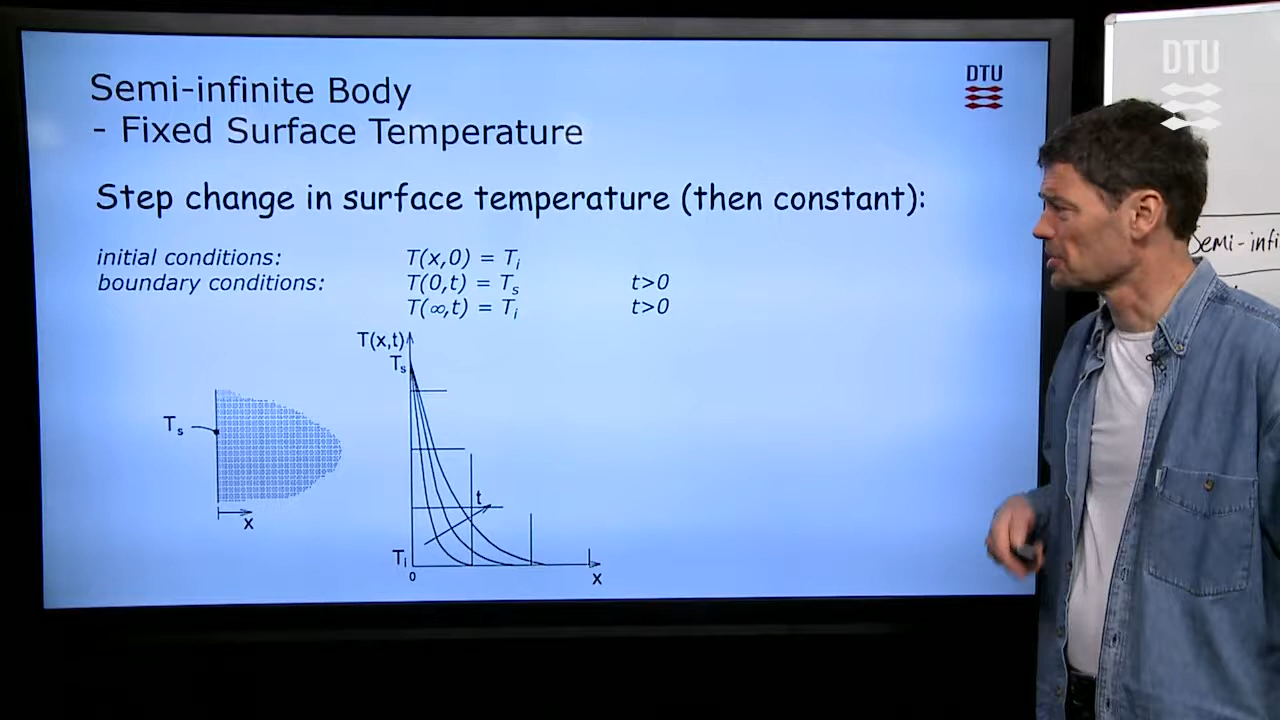 Semi-infinite Body
- Fixed Surface Temperature
DTU
Step change in surface temperature (then constant):
initial conditions: T(x,0) = Tᵢ
boundary conditions: T(0,t) = Tₛ t>0
T(∞,t) = Tᵢ t>0
T(x,t)
Tₛ
Tₛ
x
t
Tᵢ
0
x
DTU
Semi-infi